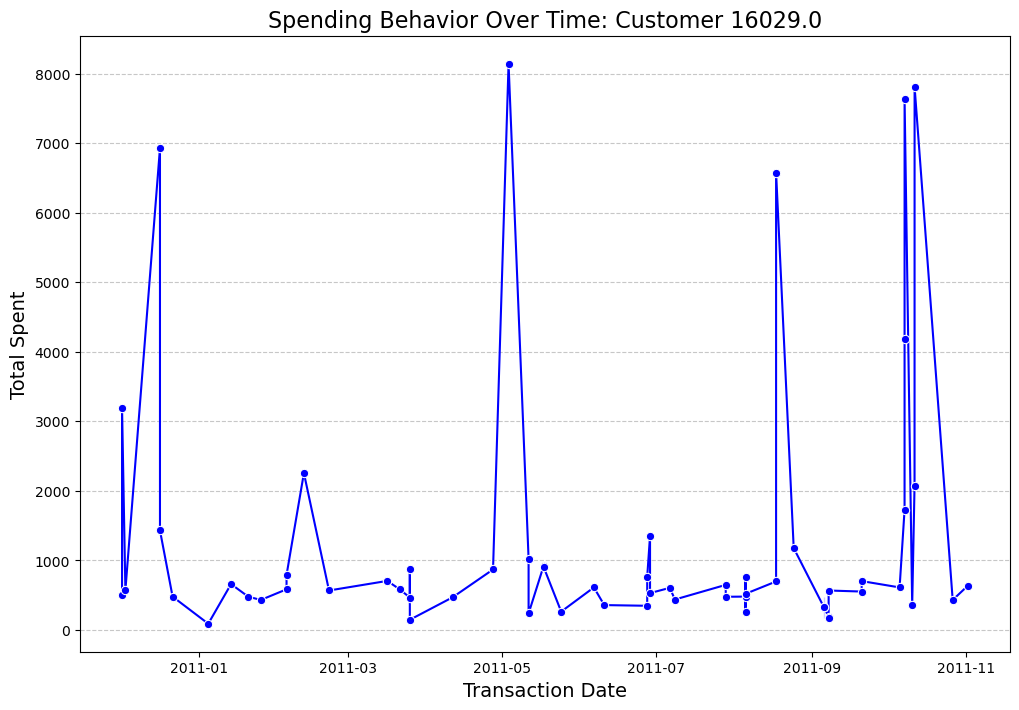 Spending Behavior Over Time: Customer 16029.0
Total Spent
8000
7000
6000
5000
4000
3000
2000
1000
0
2011-01 2011-03 2011-05 2011-07 2011-09 2011-11
Transaction Date